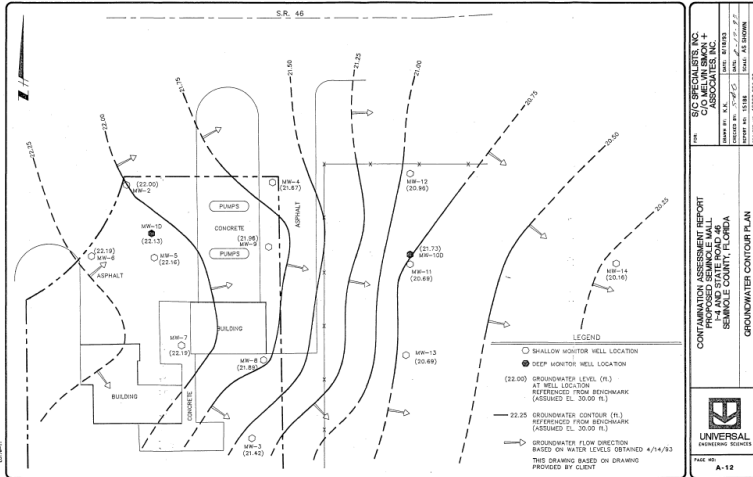 S.R. 46
22.25
22.00
21.75
21.50
21.25
21.00
20.75
20.50
20.25
(22.00)
MW-2
MW-1D
(22.13)
(22.19)
MW-6
MW-5
(22.16)
ASPHALT
MW-4
(21.87)
PUMPS
CONCRETE
(21.96)
MW-9
PUMPS
ASPHALT
MW-12
(20.96)
(21.73)
MW-10D
MW-11
(20.69)
MW-14
(20.16)
BUILDING
MW-7
(22.19)
MW-8
(21.89)
MW-13
(20.69)
BUILDING
CONCRETE
MW-3
(21.42)
LEGEND
SHALLOW MONITOR WELL LOCATION
DEEP MONITOR WELL LOCATION
(22.00) GROUNDWATER LEVEL (ft.)
AT WELL LOCATION
REFERENCED FROM BENCHMARK
(ASSUMED EL. 30.00 ft.)
22.25 GROUNDWATER CONTOUR (ft.)
REFERENCED FROM BENCHMARK
(ASSUMED EL. 30.00 ft.)
GROUNDWATER FLOW DIRECTION
BASED ON WATER LEVELS OBTAINED 4/14/93
THIS DRAWING BASED ON DRAWING
PROVIDED BY CLIENT
FOR:
S/C SPECIALISTS, INC.
C/O MELVIN SIMON +
ASSOCIATES, INC.
DRAWN BY: K.K.
DATE: 6/16/93
CHECKED BY:
DATE:
REPORT NO: 15186
SCALE: AS SHOWN
CONTAMINATION ASSESSMENT REPORT
PROPOSED SEMINOLE MALL
I-4 AND STATE ROAD 46
SEMINOLE COUNTY, FLORIDA
GROUNDWATER CONTOUR PLAN
UNIVERSAL
ENGINEERING SCIENCES
PAGE NO:
A-12